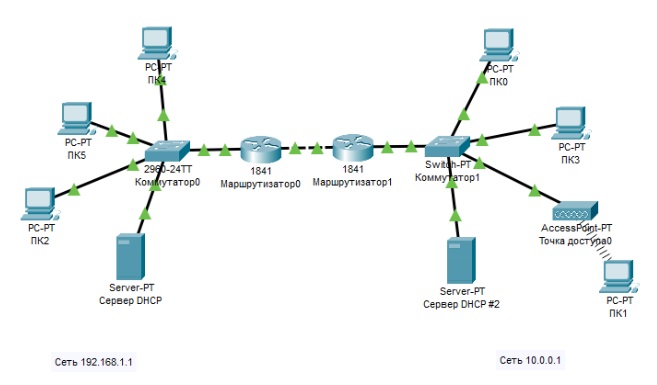 PC-PT
ПК4
PC-PT
ПК0
PC-PT
ПК5
PC-PT
ПК3
2960-24TT
Коммутатор0
1841
Маршрутизатор0
1841
Маршрутизатор1
Switch-PT
Коммутатор1
PC-PT
ПК2
AccessPoint-PT
Точка доступа0
Server-PT
Сервер DHCP
Server-PT
Сервер DHCP #2
PC-PT
ПК1
Сеть 192.168.1.1
Сеть 10.0.0.1